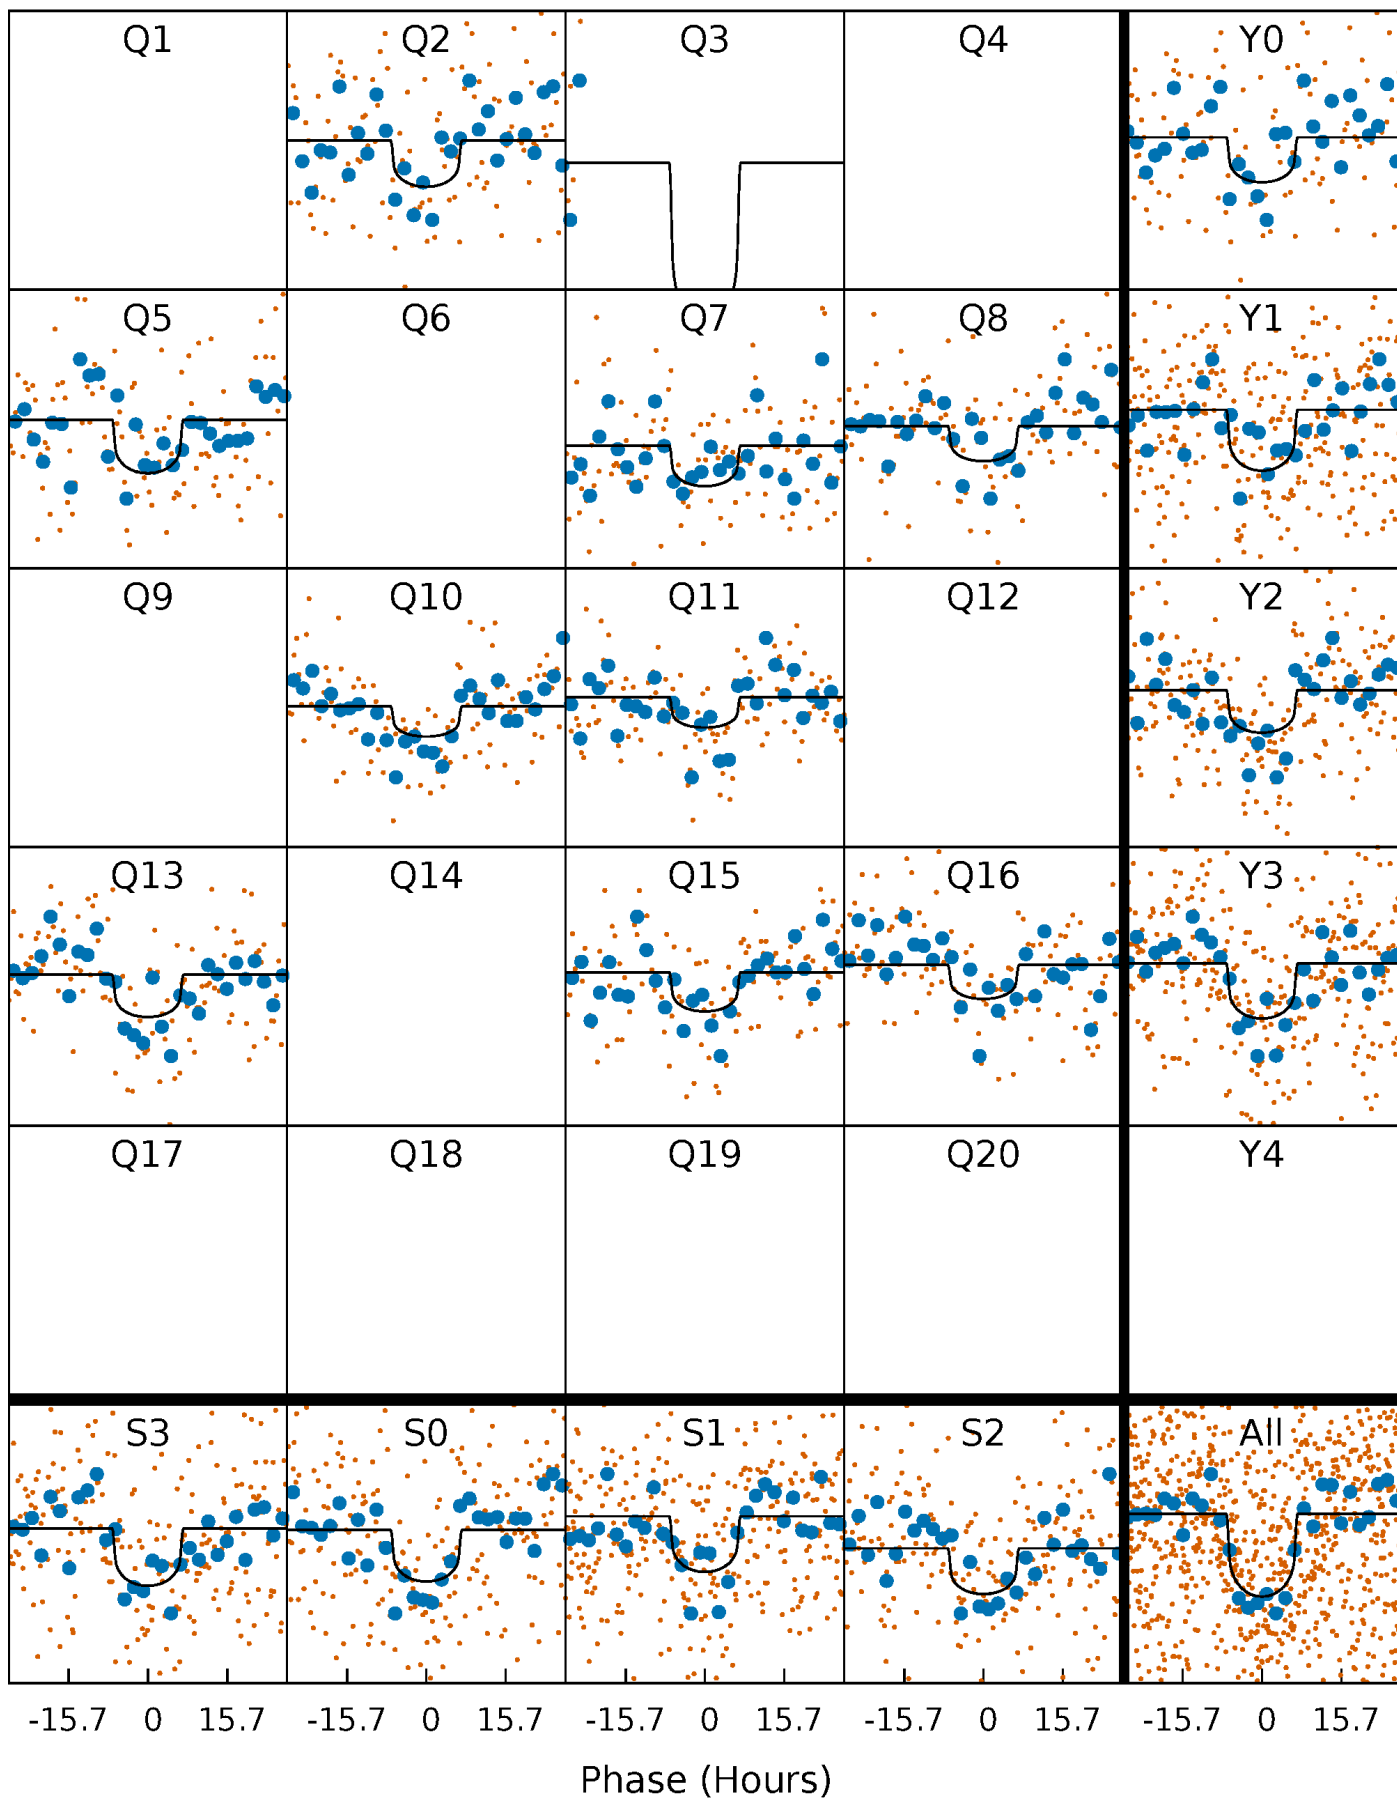 Q1 Q2 Q3 Q4 Y0
Q5 Q6 Q7 Q8 Y1
Q9 Q10 Q11 Q12 Y2
Q13 Q14 Q15 Q16 Y3
Q17 Q18 Q19 Q20 Y4
S3 S0 S1 S2 All
-15.7 0 15.7 -15.7 0 15.7 -15.7 0 15.7 -15.7 0 15.7 -15.7 0 15.7
Phase (Hours)